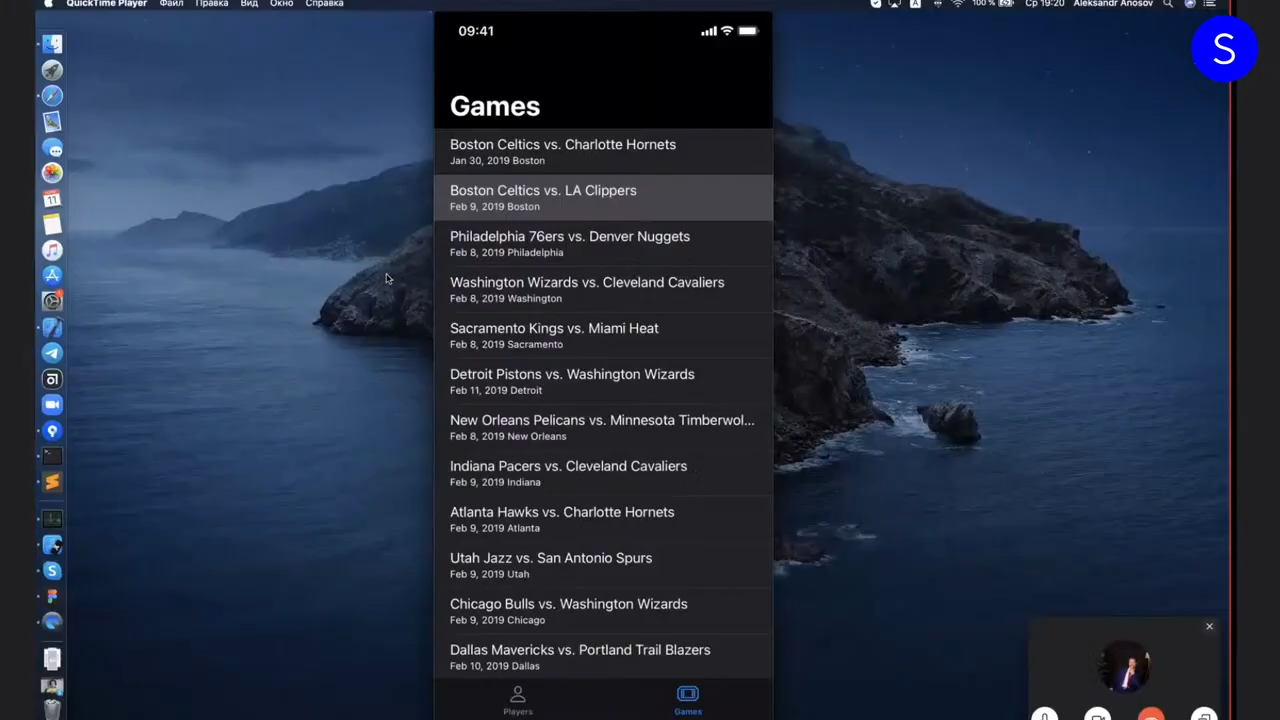 QuickTime Player Файл Правка Вид Окно Справка
100 % Ср 19:20 Aleksandr Anosov
S
09:41
Games
Boston Celtics vs. Charlotte Hornets
Jan 30, 2019 Boston
Boston Celtics vs. LA Clippers
Feb 9, 2019 Boston
Philadelphia 76ers vs. Denver Nuggets
Feb 8, 2019 Philadelphia
Washington Wizards vs. Cleveland Cavaliers
Feb 8, 2019 Washington
Sacramento Kings vs. Miami Heat
Feb 8, 2019 Sacramento
Detroit Pistons vs. Washington Wizards
Feb 11, 2019 Detroit
New Orleans Pelicans vs. Minnesota Timberwol...
Feb 8, 2019 New Orleans
Indiana Pacers vs. Cleveland Cavaliers
Feb 9, 2019 Indiana
Atlanta Hawks vs. Charlotte Hornets
Feb 9, 2019 Atlanta
Utah Jazz vs. San Antonio Spurs
Feb 9, 2019 Utah
Chicago Bulls vs. Washington Wizards
Feb 9, 2019 Chicago
Dallas Mavericks vs. Portland Trail Blazers
Feb 10, 2019 Dallas
Players Games
11